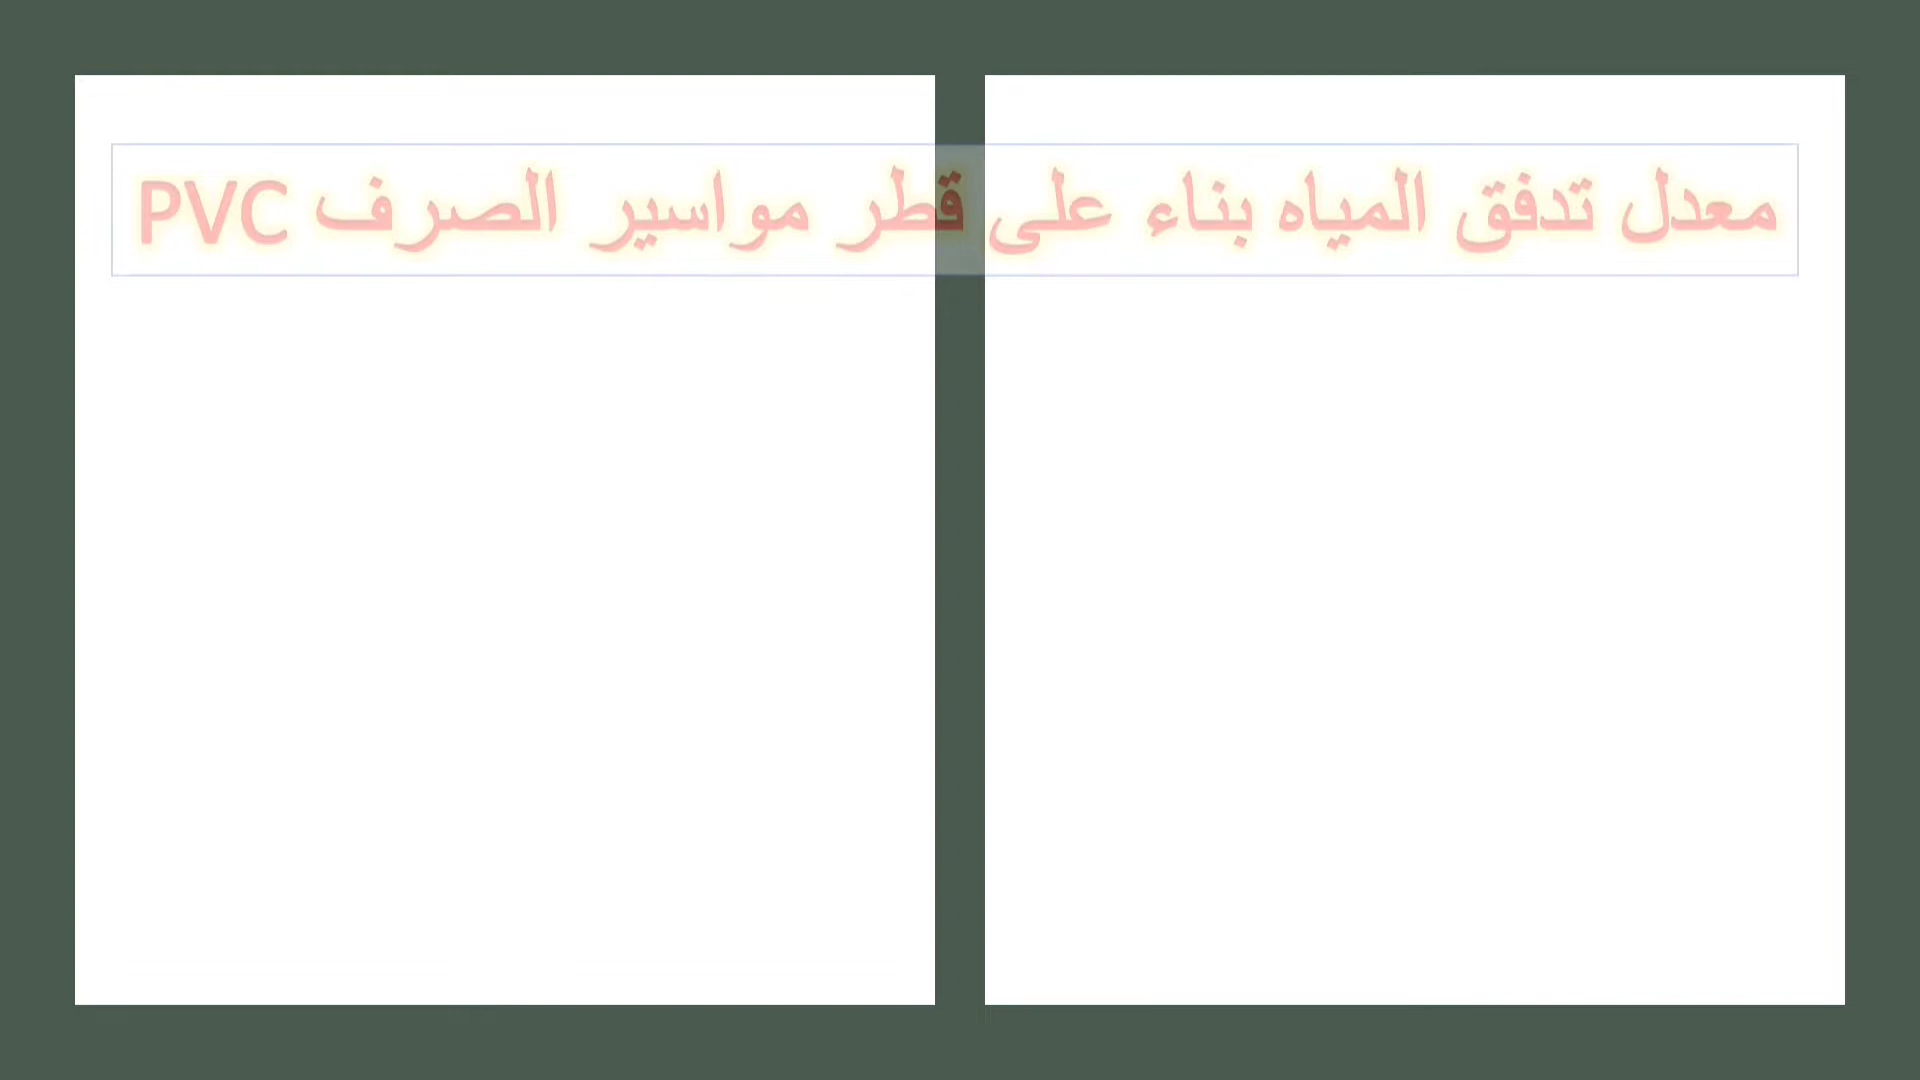 معدل تدفق المياه بناء على قطر مواسير الصرف PVC